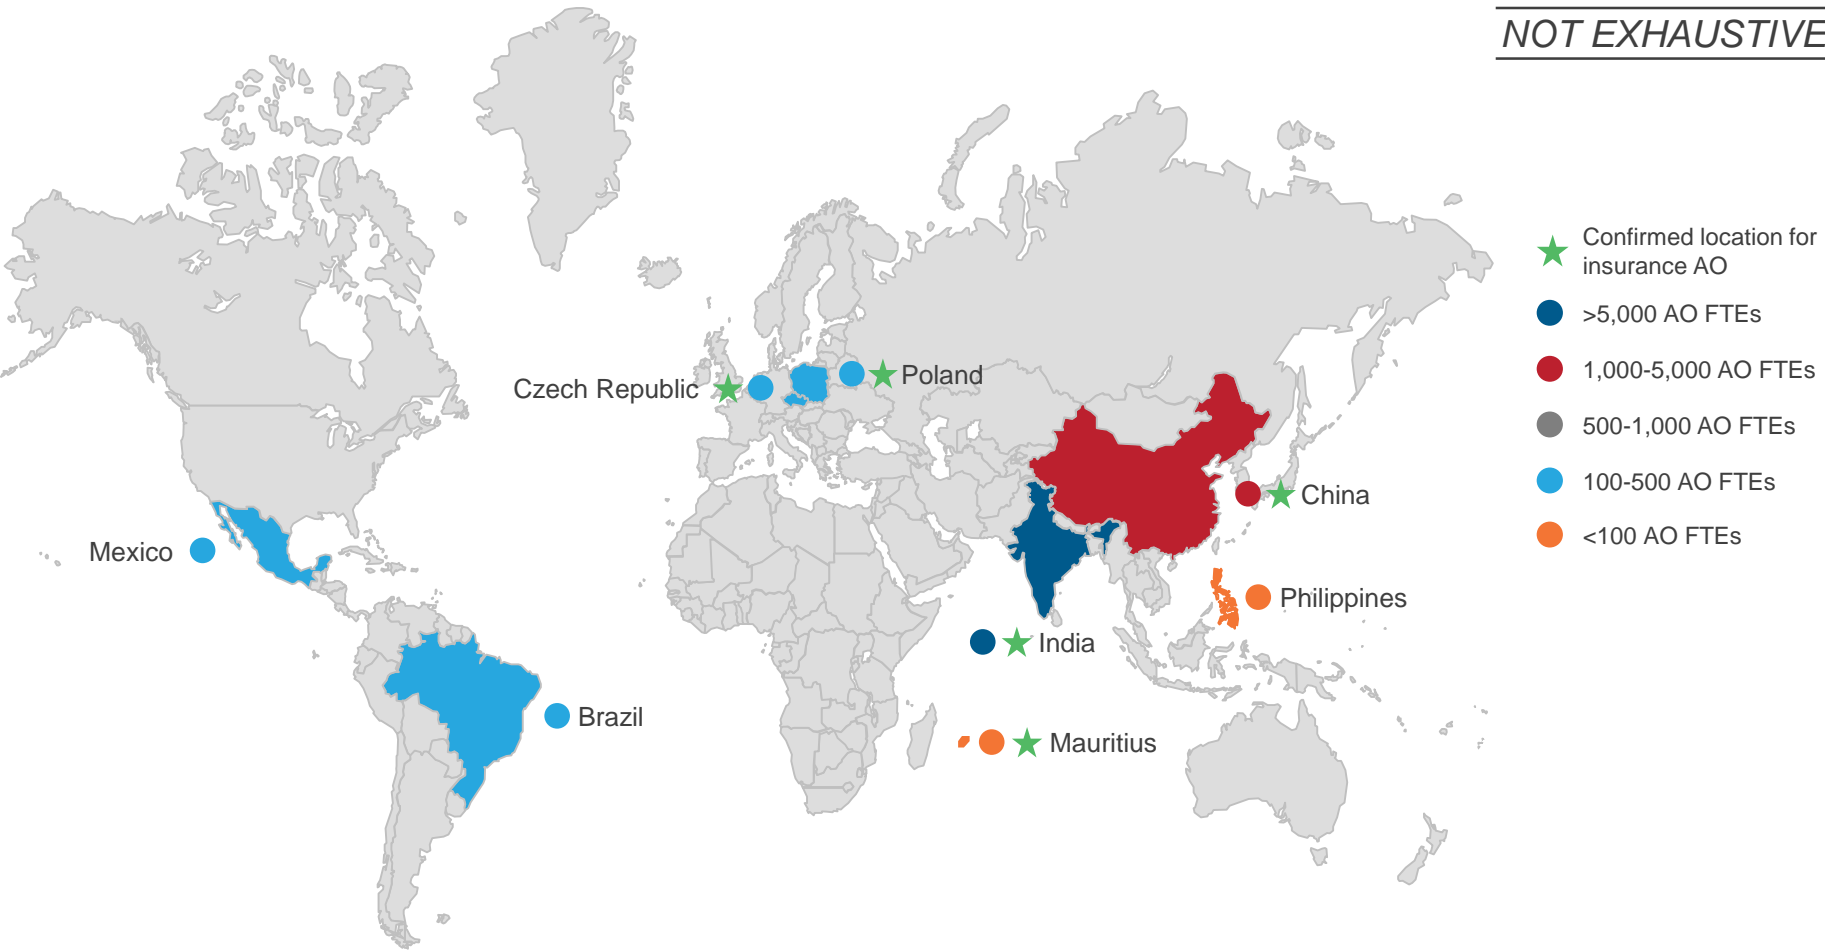 NOT EXHAUSTIVE
Confirmed location for
insurance AO
>5,000 AO FTEs
1,000-5,000 AO FTEs
500-1,000 AO FTEs
100-500 AO FTEs
<100 AO FTEs
Czech Republic
Poland
China
Mexico
Philippines
India
Brazil
Mauritius